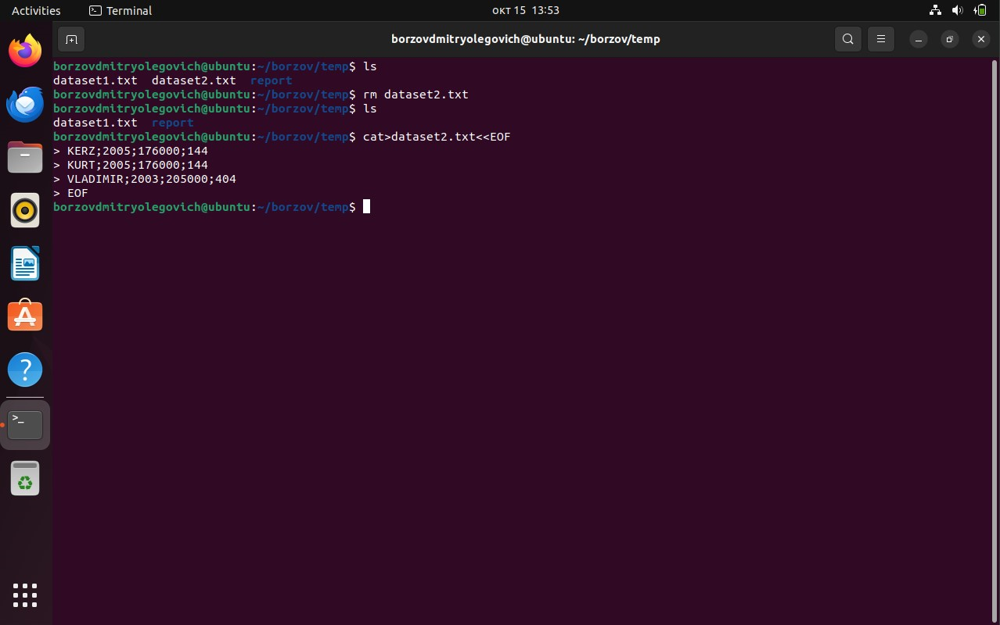 Activities Terminal окт 15 13:53
borzovdmitryolegovich@ubuntu: ~/borzov/temp
borzovdmitryolegovich@ubuntu:~/borzov/temp$ ls
dataset1.txt dataset2.txt report
borzovdmitryolegovich@ubuntu:~/borzov/temp$ rm dataset2.txt
borzovdmitryolegovich@ubuntu:~/borzov/temp$ ls
dataset1.txt report
borzovdmitryolegovich@ubuntu:~/borzov/temp$ cat>dataset2.txt<<EOF
> KERZ;2005;176000;144
> KURT;2005;176000;144
> VLADIMIR;2003;205000;404
> EOF
borzovdmitryolegovich@ubuntu:~/borzov/temp$